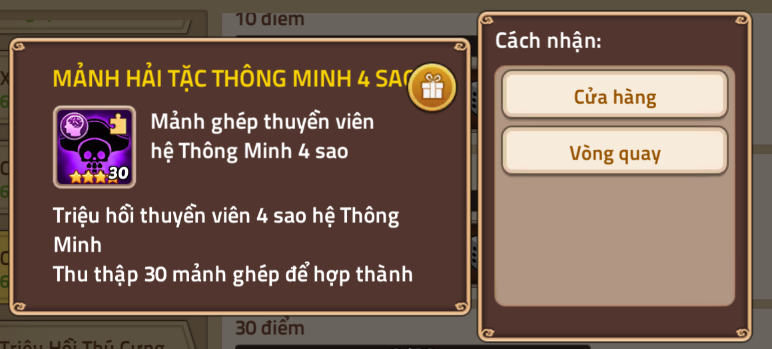 10 điểm
Cách nhận:
MẢNH HẢI TẶC THÔNG MINH 4 SAO
Mảnh ghép thuyền viên
hệ Thông Minh 4 sao
30
Cửa hàng
Vòng quay
Triệu hồi thuyền viên 4 sao hệ Thông
Minh
Thu thập 30 mảnh ghép để hợp thành
30 điểm
Triệu Hồi Thú Cưng